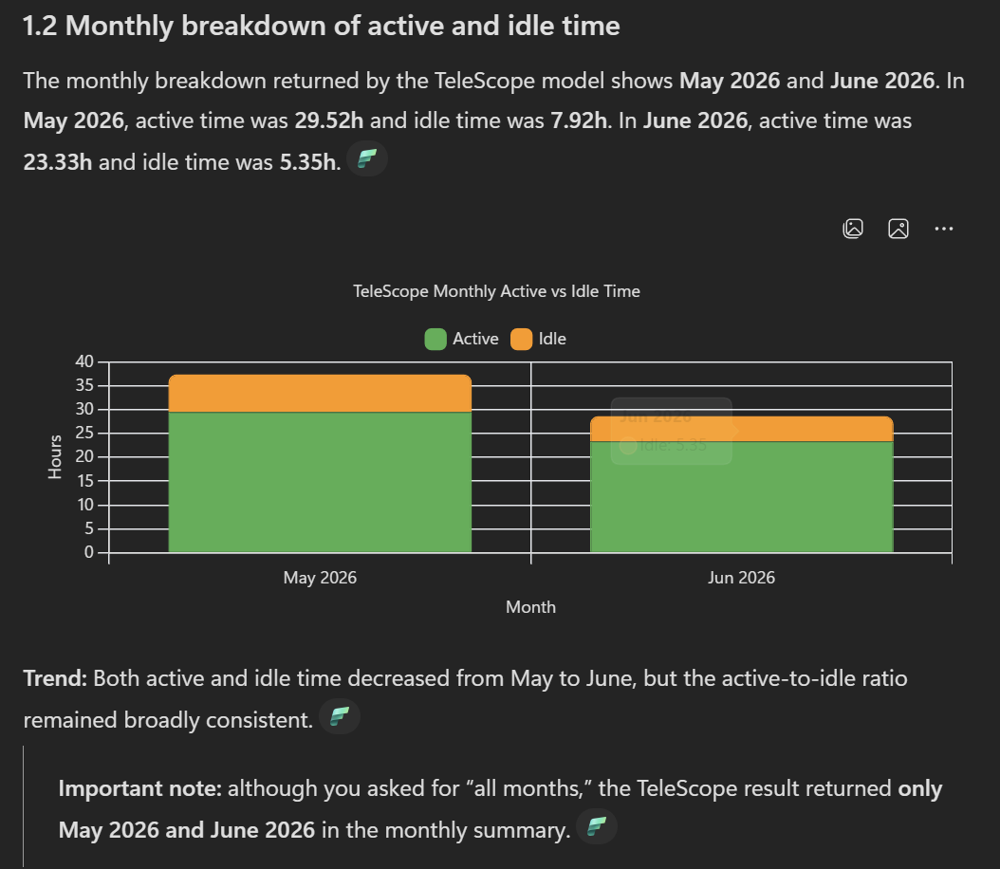 1.2 Monthly breakdown of active and idle time
The monthly breakdown returned by the TeleScope model shows May 2026 and June 2026. In
May 2026, active time was 29.52h and idle time was 7.92h. In June 2026, active time was
23.33h and idle time was 5.35h.
TeleScope Monthly Active vs Idle Time
Active Idle
40
35
30
25
20
15
10
5
0
Hours
Jun 2026
Idle: 5.35
May 2026 Jun 2026
Month
Trend: Both active and idle time decreased from May to June, but the active-to-idle ratio
remained broadly consistent.
Important note: although you asked for “all months,” the TeleScope result returned only
May 2026 and June 2026 in the monthly summary.